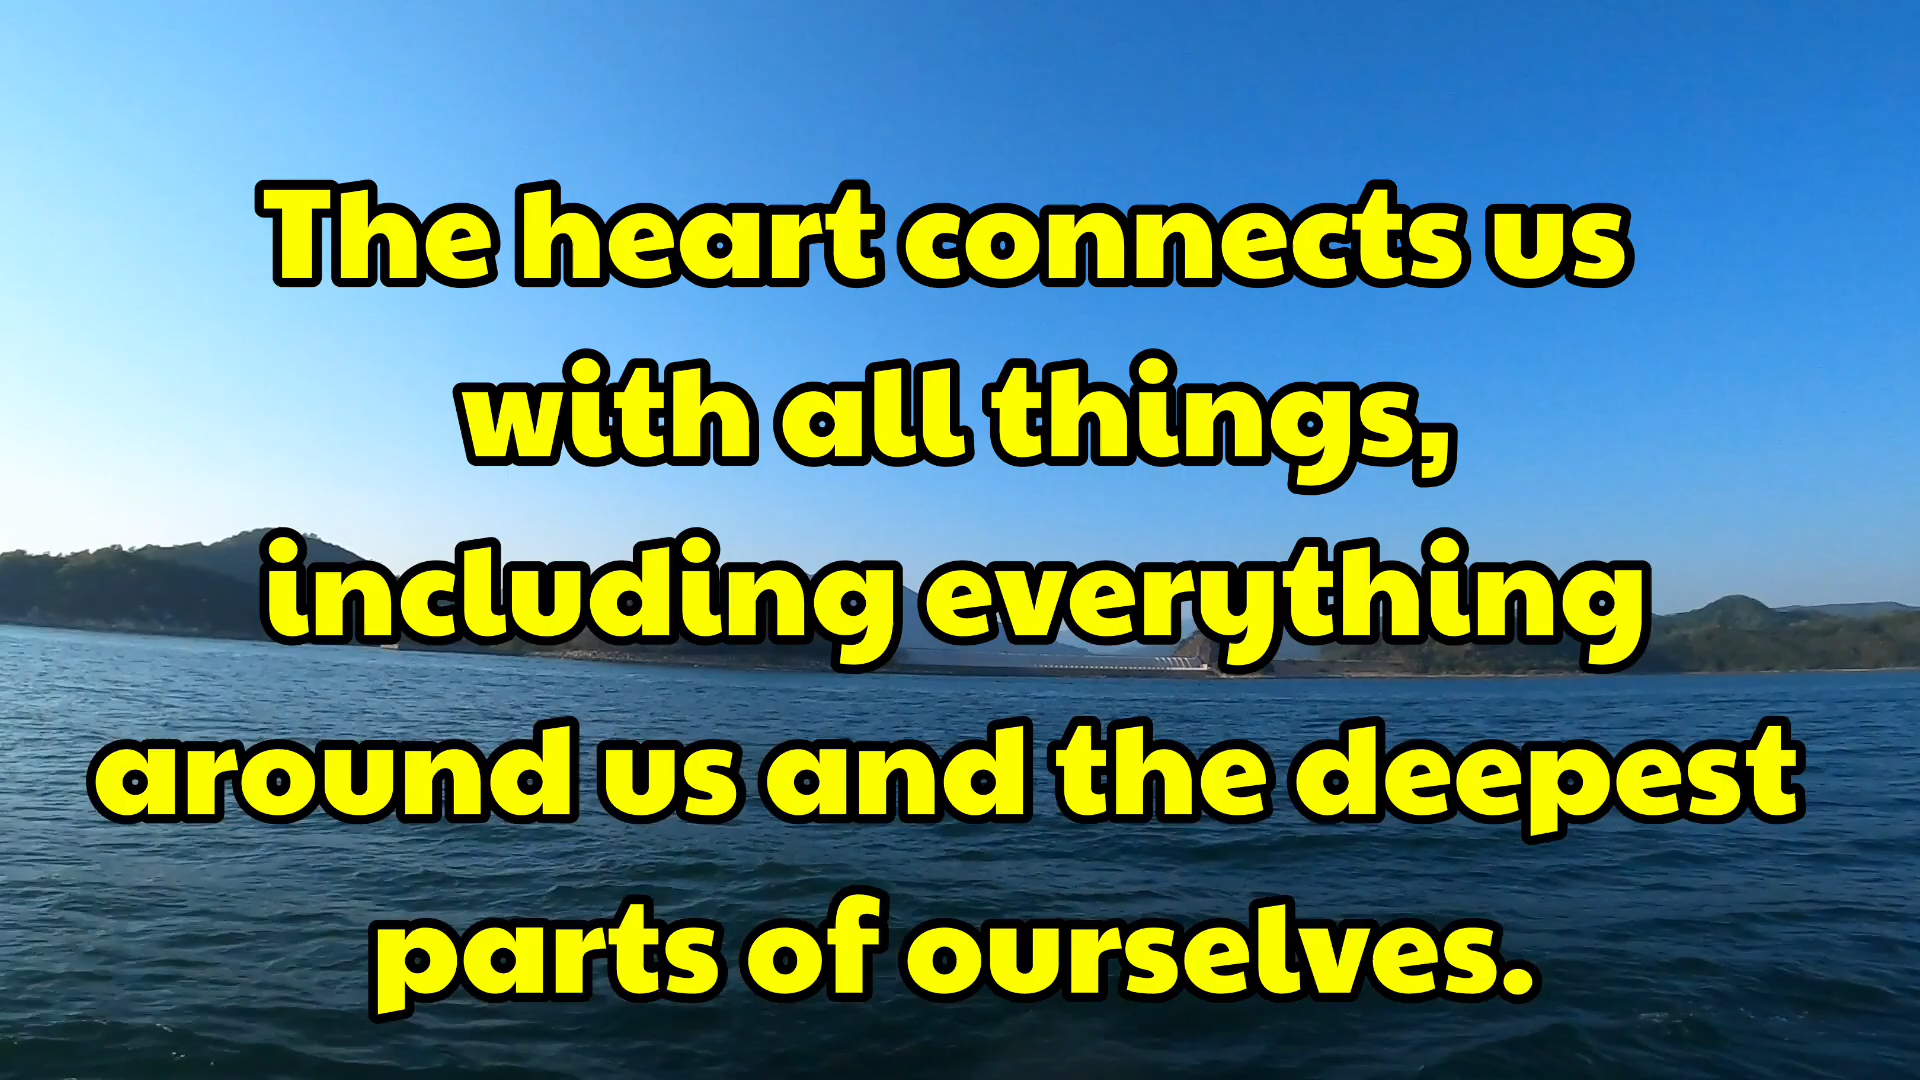 The heart connects us
with all things,
including everything
around us and the deepest
parts of ourselves.